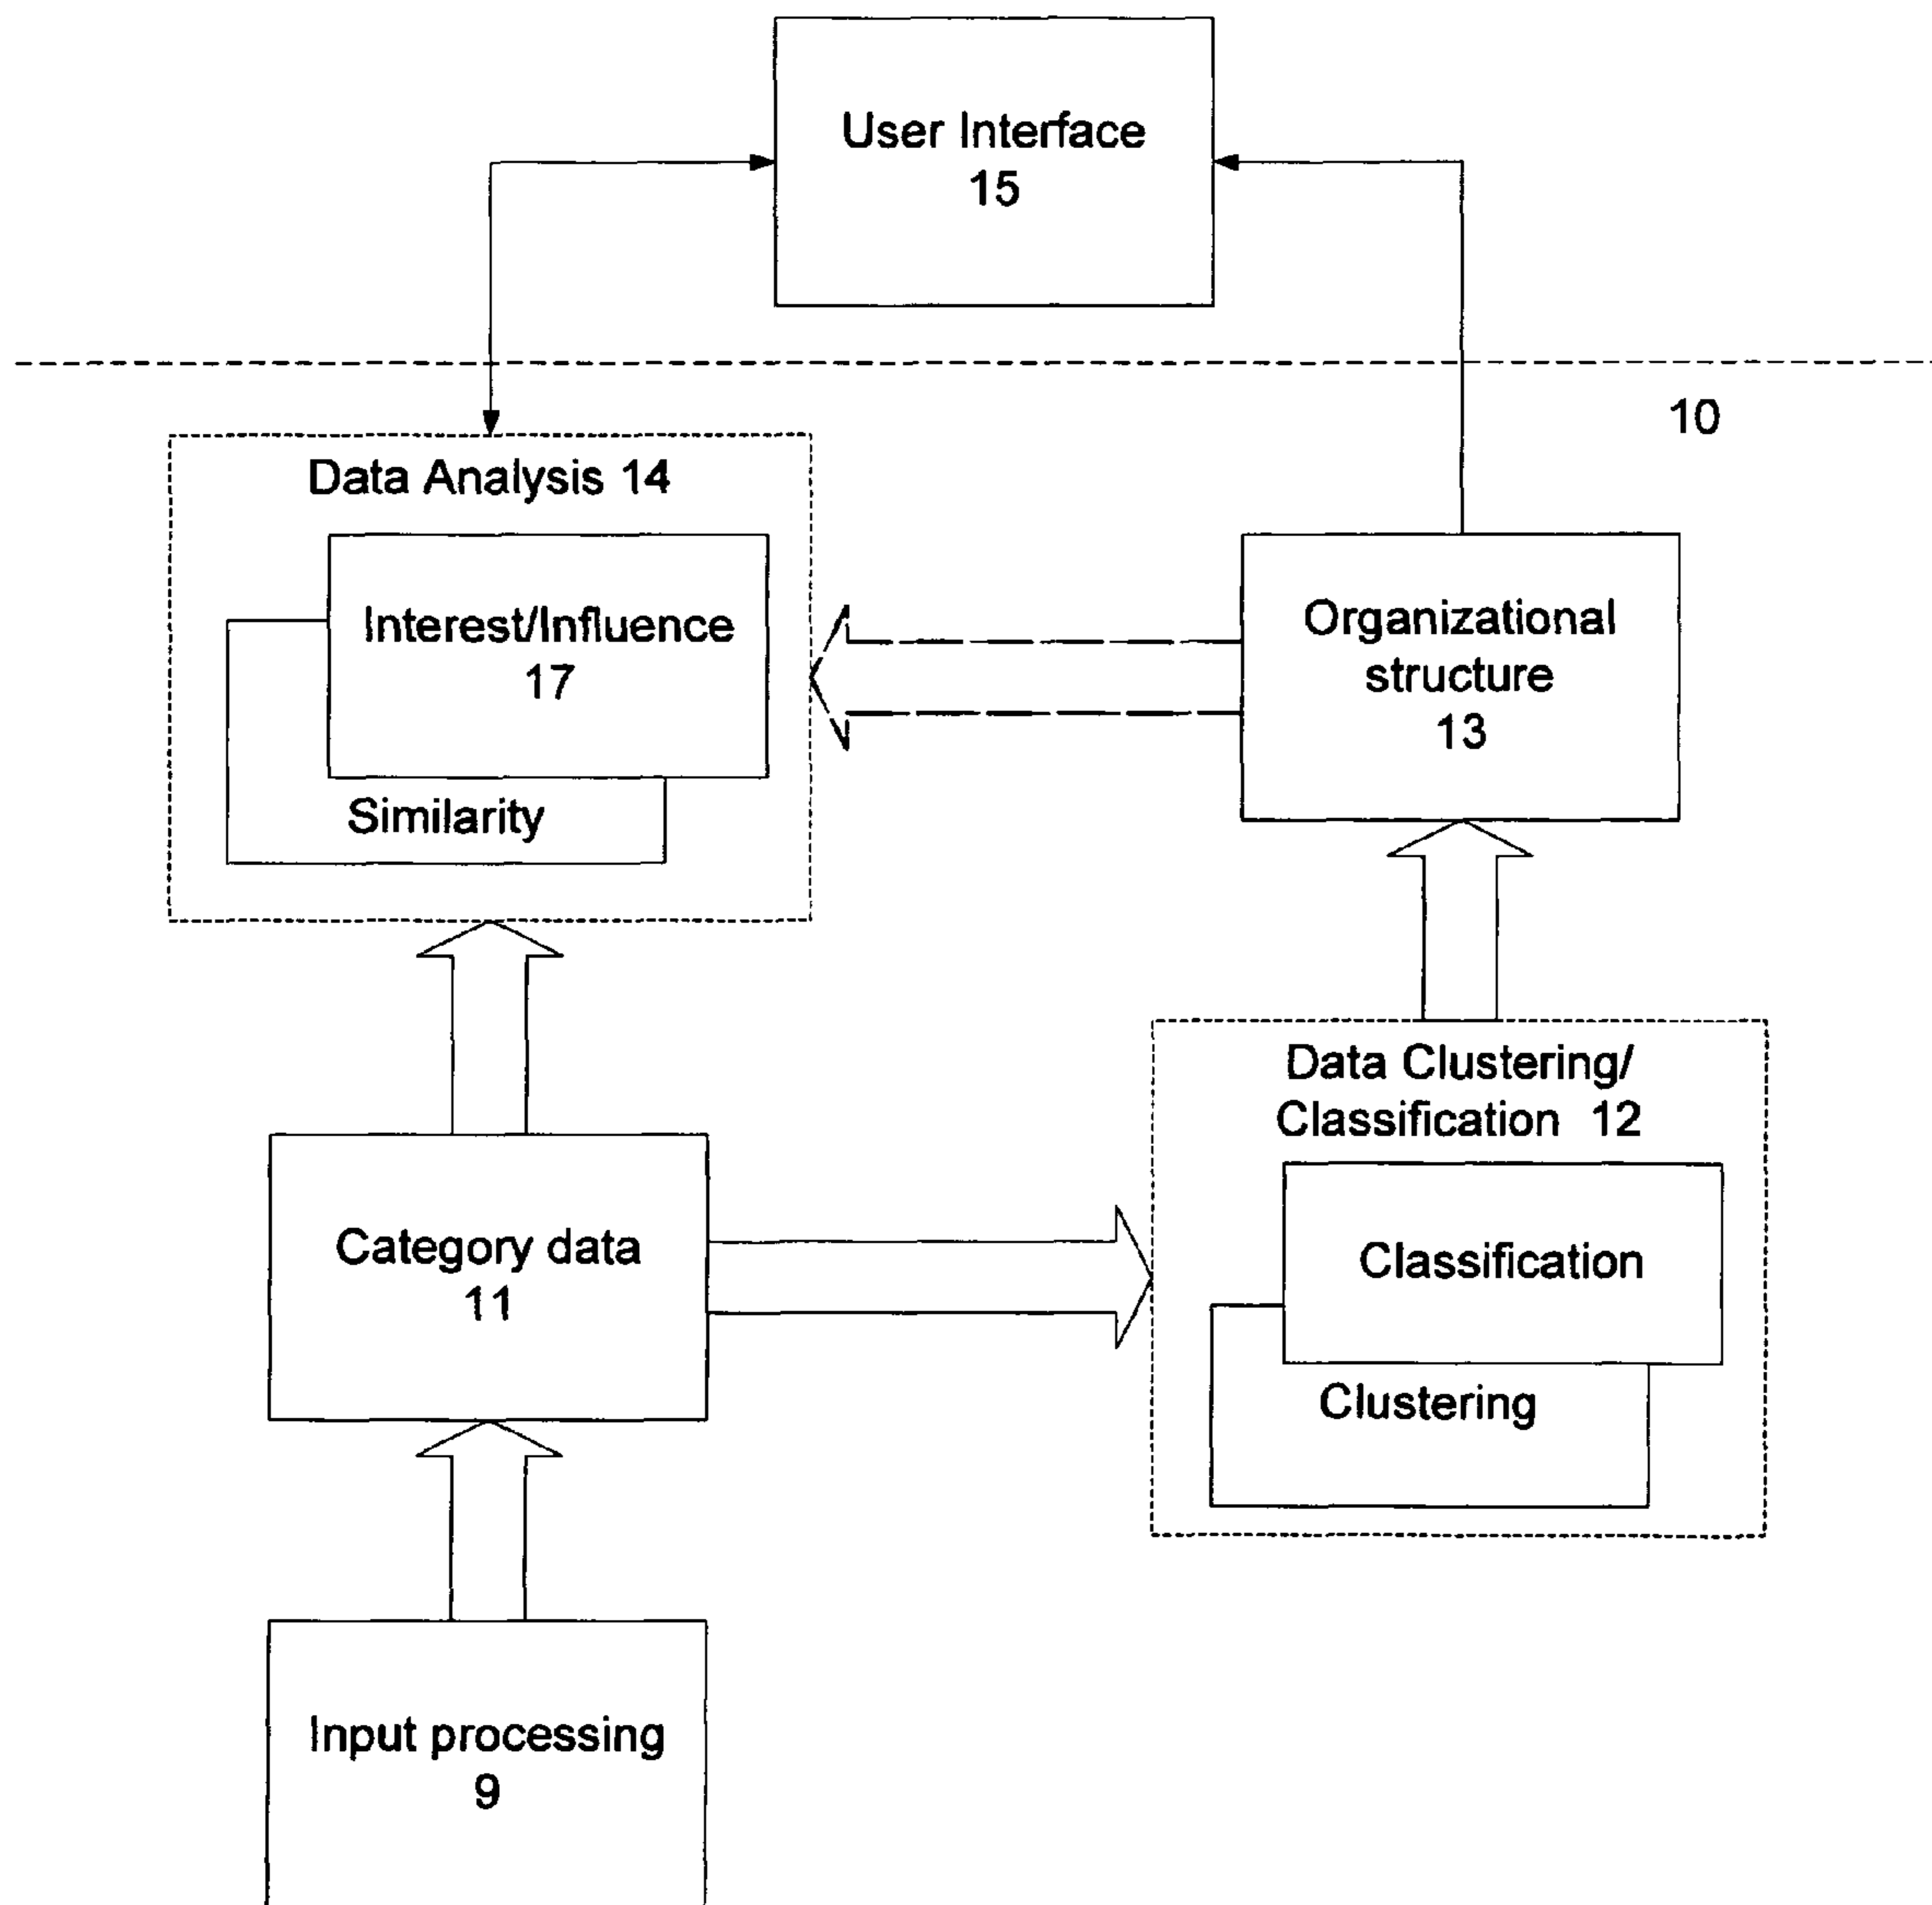 User Interface
15
10
Data Analysis 14
Interest/Influence
17
Similarity
Organizational
structure
13
Data Clustering/
Classification 12
Classification
Clustering
Category data
11
Input processing
9